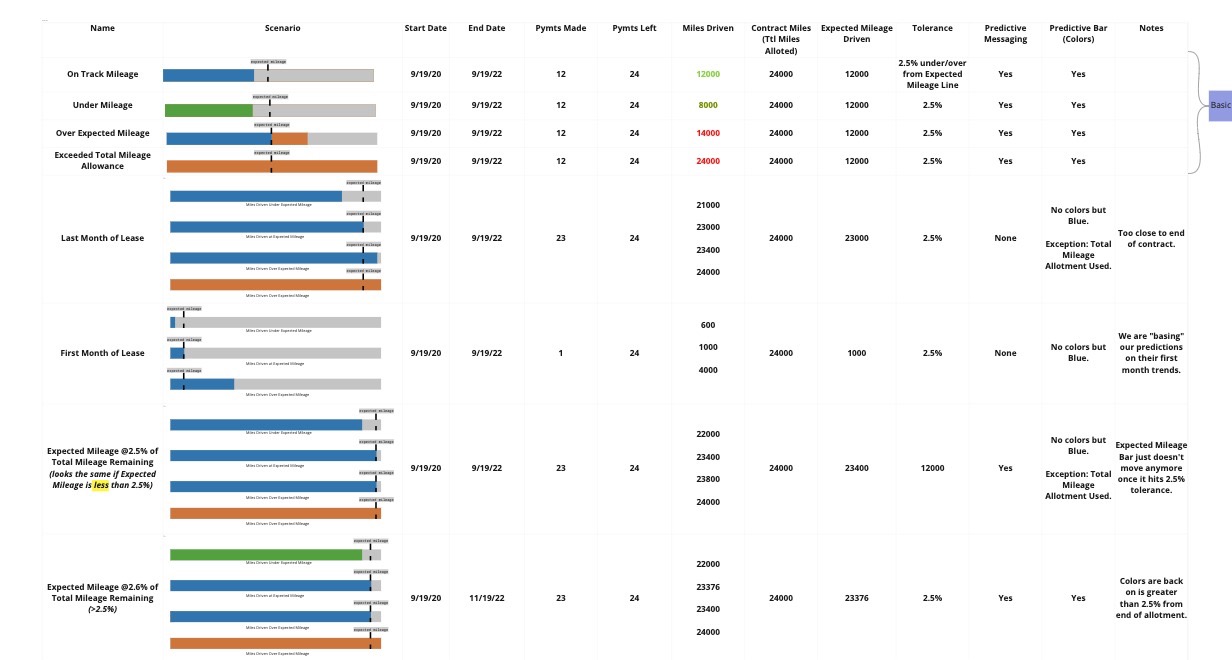 Name Scenario Start Date End Date Pymts Made Pymts Left Miles Driven Contract Miles (Ttl Miles Alloted) Expected Mileage Driven Tolerance Predictive Messaging Predictive Bar (Colors) Notes
expected mileage
On Track Mileage 9/19/20 9/19/22 12 24 12000 24000 12000 2.5% under/over from Expected Mileage Line Yes Yes
expected mileage
Under Mileage 9/19/20 9/19/22 12 24 8000 24000 12000 2.5% Yes Yes
Basic
expected mileage
Over Expected Mileage 9/19/20 9/19/22 12 24 14000 24000 12000 2.5% Yes Yes
expected mileage
Exceeded Total Mileage Allowance 9/19/20 9/19/22 12 24 24000 24000 12000 2.5% Yes Yes
Last Month of Lease
expected mileage
Miles Driven Under Expected Mileage
expected mileage
Miles Driven at Expected Mileage
expected mileage
Miles Driven Over Expected Mileage
expected mileage
Miles Driven Over Expected Mileage
9/19/20 9/19/22 23 24
21000
23000
23400
24000
24000 23000 2.5% None
No colors but
Blue.
Exception: Total
Mileage
Allotment Used.
Too close to end
of contract.
First Month of Lease
expected mileage
Miles Driven Under Expected Mileage
expected mileage
Miles Driven at Expected Mileage
expected mileage
Miles Driven Over Expected Mileage
9/19/20 9/19/22 1 24
600
1000
4000
24000 1000 2.5% None
No colors but
Blue.
We are "basing"
our predictions
on their first
month trends.
Expected Mileage @2.5% of
Total Mileage Remaining
(looks the same if Expected
Mileage is less than 2.5%)
expected mileage
Miles Driven Under Expected Mileage
expected mileage
Miles Driven at Expected Mileage
expected mileage
Miles Driven Over Expected Mileage
expected mileage
Miles Driven Over Expected Mileage
9/19/20 9/19/22 23 24
22000
23400
23800
24000
24000 23400 12000 Yes
No colors but
Blue.
Exception: Total
Mileage
Allotment Used.
Expected Mileage
Bar just doesn't
move anymore
once it hits 2.5%
tolerance.
Expected Mileage @2.6% of
Total Mileage Remaining
(>2.5%)
expected mileage
Miles Driven Under Expected Mileage
expected mileage
Miles Driven at Expected Mileage
expected mileage
Miles Driven Over Expected Mileage
expected mileage
Miles Driven Over Expected Mileage
9/19/20 11/19/22 23 24
22000
23376
23400
24000
24000 23376 2.5% Yes Yes
Colors are back
on is greater
than 2.5% from
end of allotment.